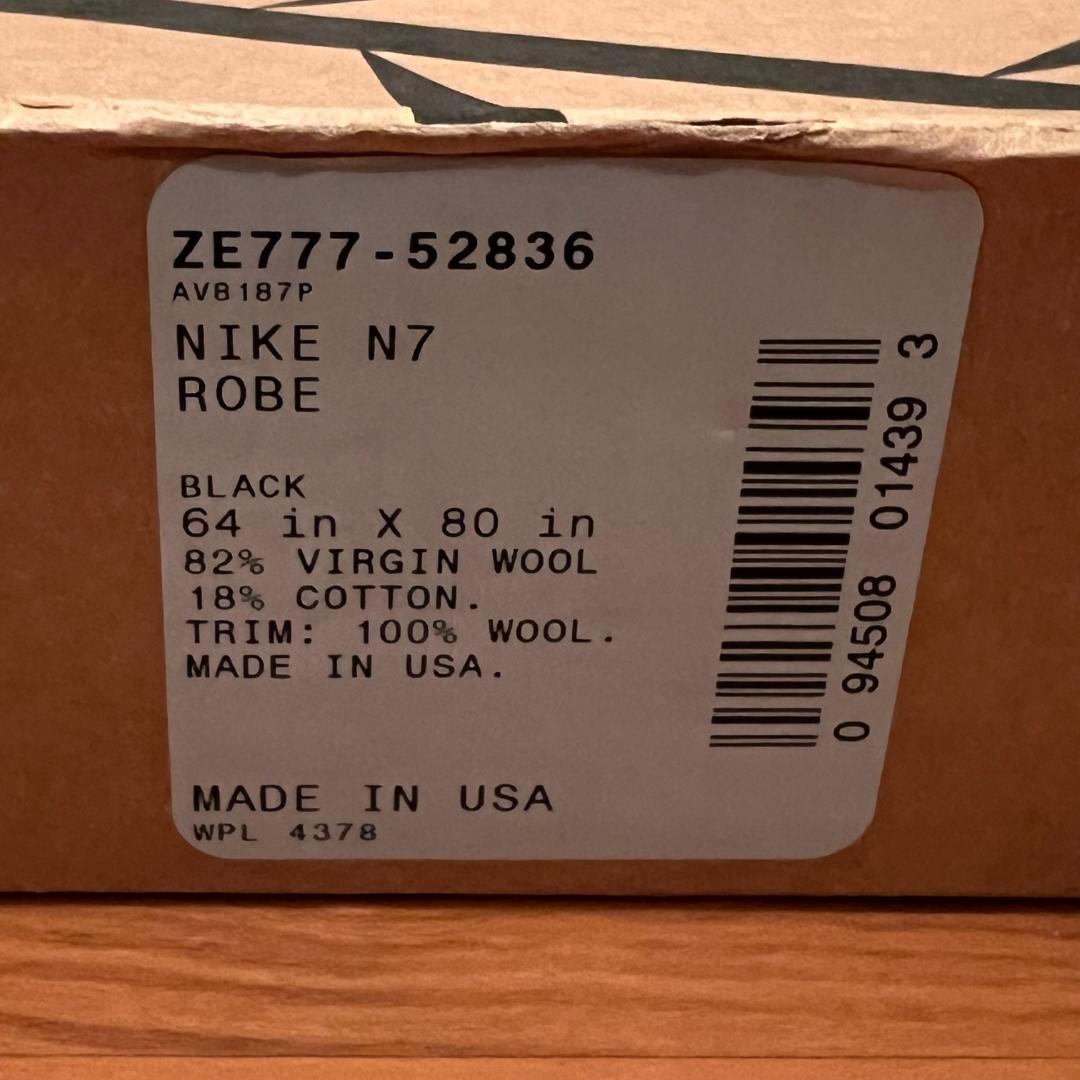 ZE777-52836
AV8187P
NIKE N7
ROBE
BLACK
64 in X 80 in
82% VIRGIN WOOL
18% COTTON.
TRIM: 100% WOOL.
MADE IN USA.
MADE IN USA
WPL 4378
0 94508 01439 3